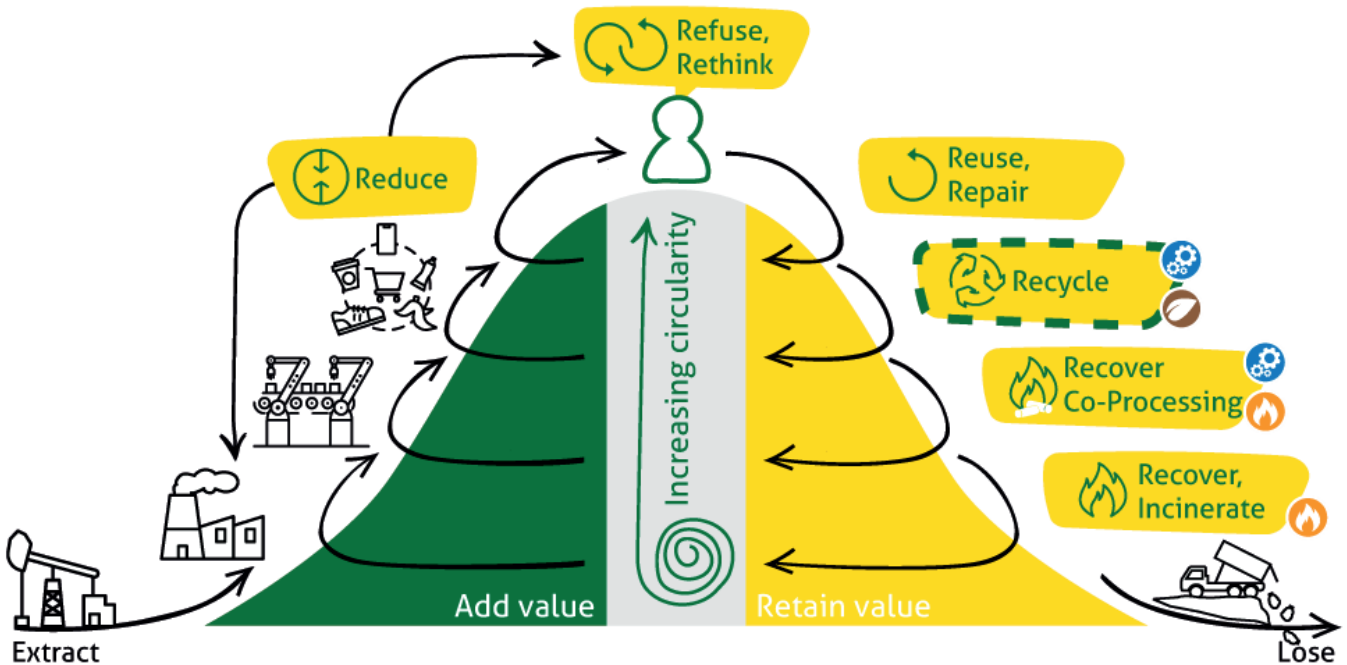 Refuse,
Rethink
Reduce
Reuse,
Repair
Recycle
Recover
Co-Processing
Recover,
Incinerate
Increasing circularity
Add value
Retain value
Extract
Lose